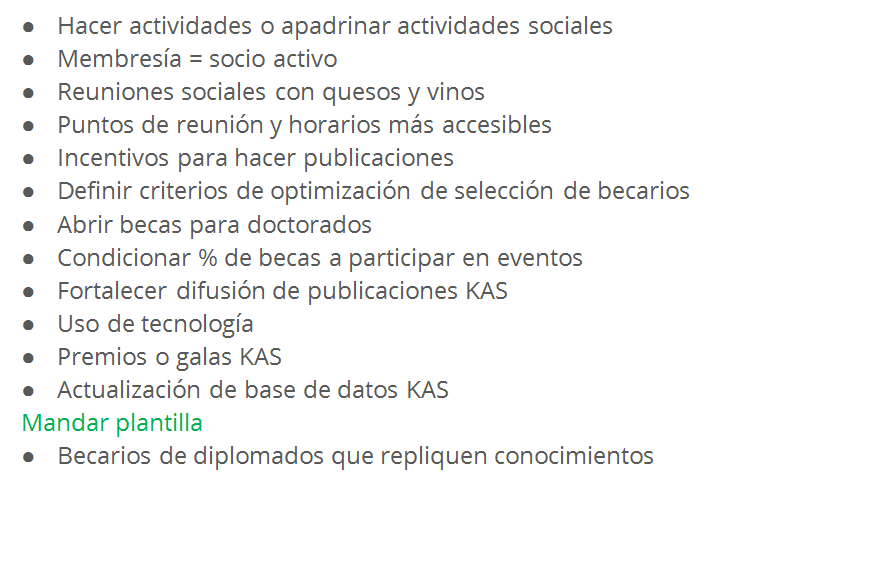 ● Hacer actividades o apadrinar actividades sociales
● Membresía = socio activo
● Reuniones sociales con quesos y vinos
● Puntos de reunión y horarios más accesibles
● Incentivos para hacer publicaciones
● Definir criterios de optimización de selección de becarios
● Abrir becas para doctorados
● Condicionar % de becas a participar en eventos
● Fortalecer difusión de publicaciones KAS
● Uso de tecnología
● Premios o galas KAS
● Actualización de base de datos KAS
Mandar plantilla
● Becarios de diplomados que repliquen conocimientos